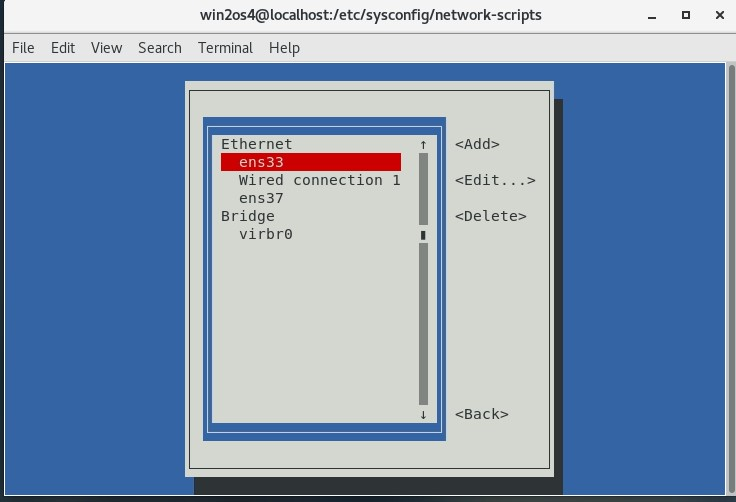 win2os4@localhost:/etc/sysconfig/network-scripts
File Edit View Search Terminal Help
Ethernet ↑ <Add>
ens33
Wired connection 1 <Edit...>
ens37
Bridge <Delete>
virbr0
↓ <Back>